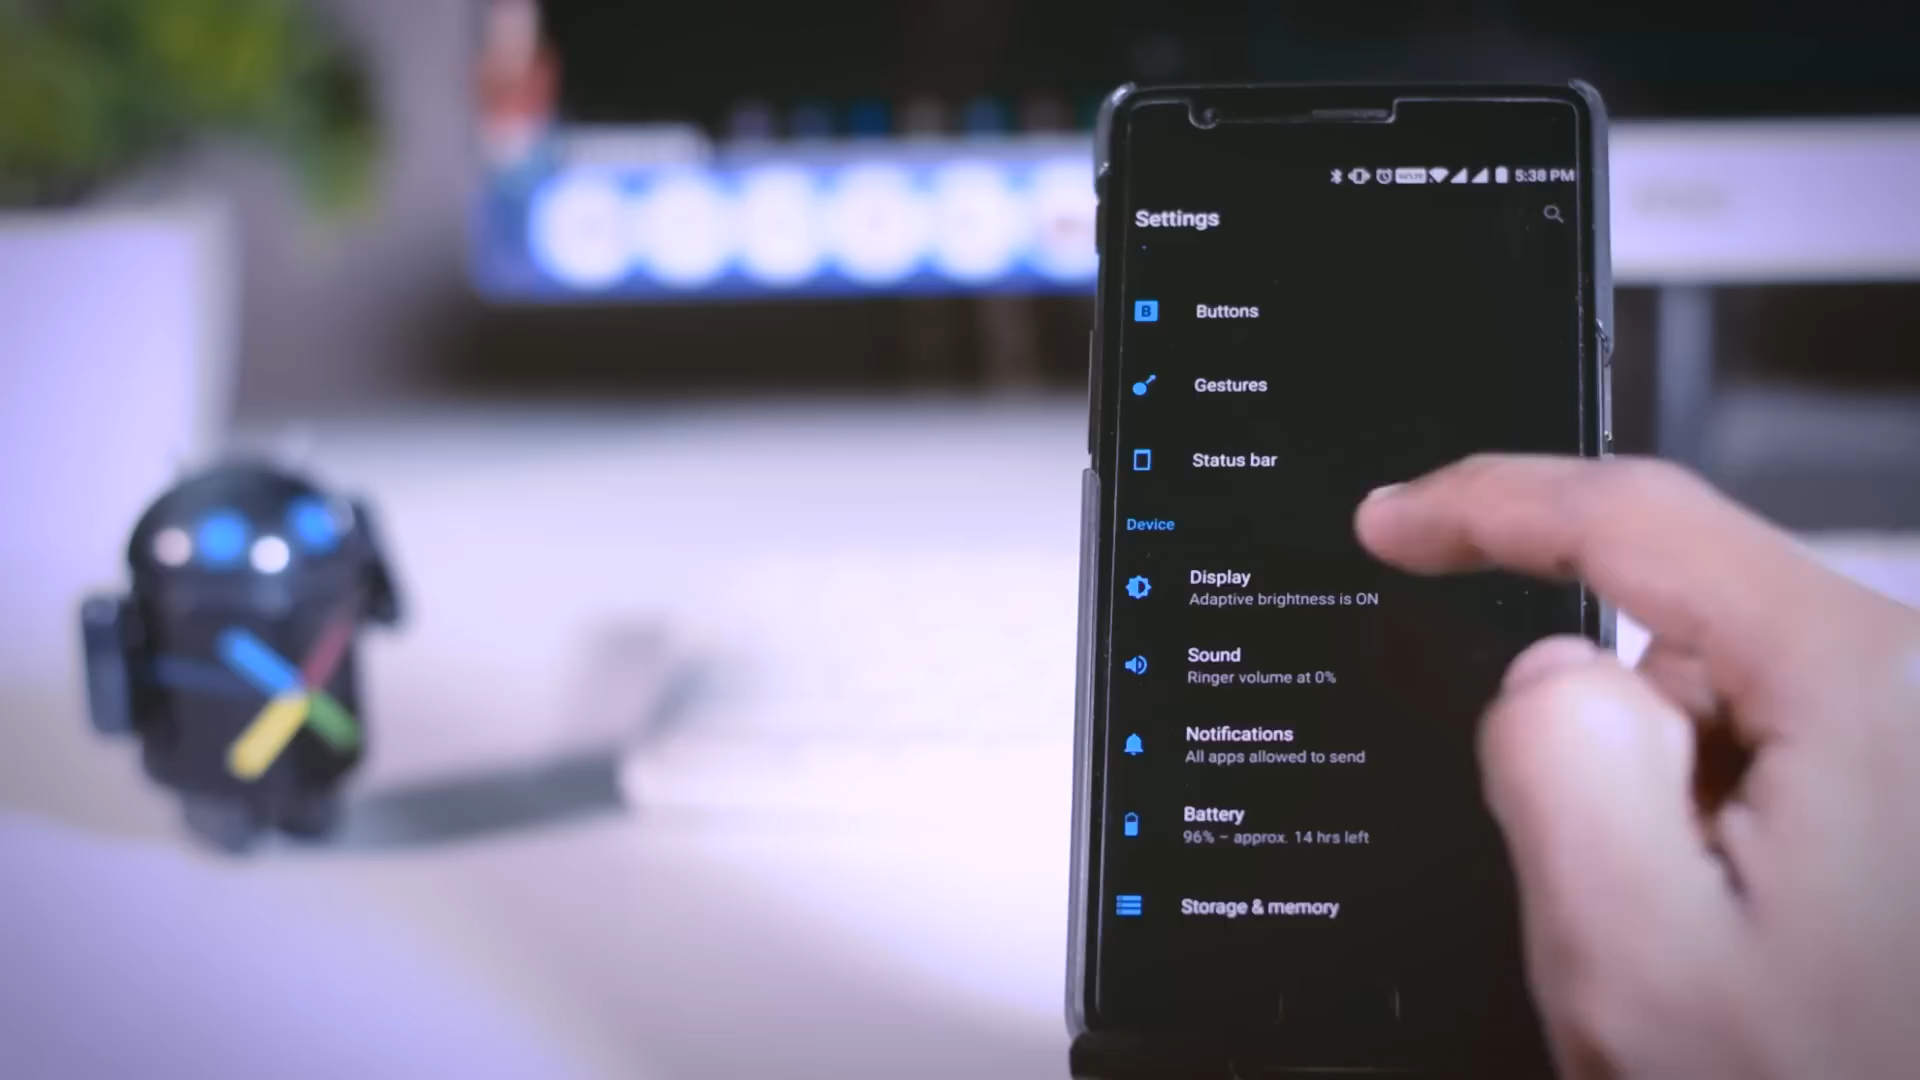 5:38 PM
Settings
B
Buttons
Gestures
Status bar
Device
Display
Adaptive brightness is ON
Sound
Ringer volume at 0%
Notifications
All apps allowed to send
Battery
96% – approx. 14 hrs left
Storage & memory